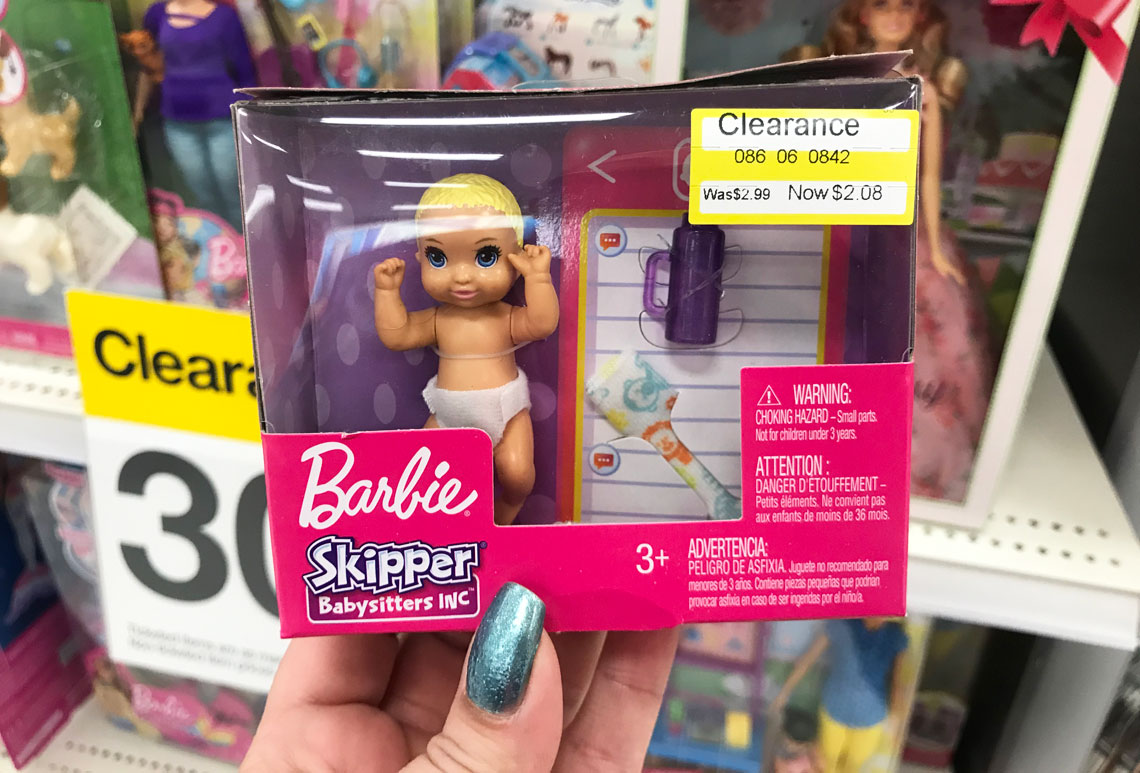 Clearance
086 06 0842
Was$2.99 Now $2.08
WARNING:
CHOKING HAZARD – Small parts.
Not for children under 3 years.
ATTENTION :
DANGER D'ÉTOUFFEMENT –
Petits éléments. Ne convient pas
aux enfants de moins de 36 mois.
Barbie®
Skipper®
Babysitters INC™
3+
ADVERTENCIA:
PELIGRO DE ASFIXIA. Juguete no recomendado para
menores de 3 años. Contiene piezas pequeñas que podrían
provocar asfixia en caso de ser ingeridas por el niño/a.
Cleara
30
Barbie